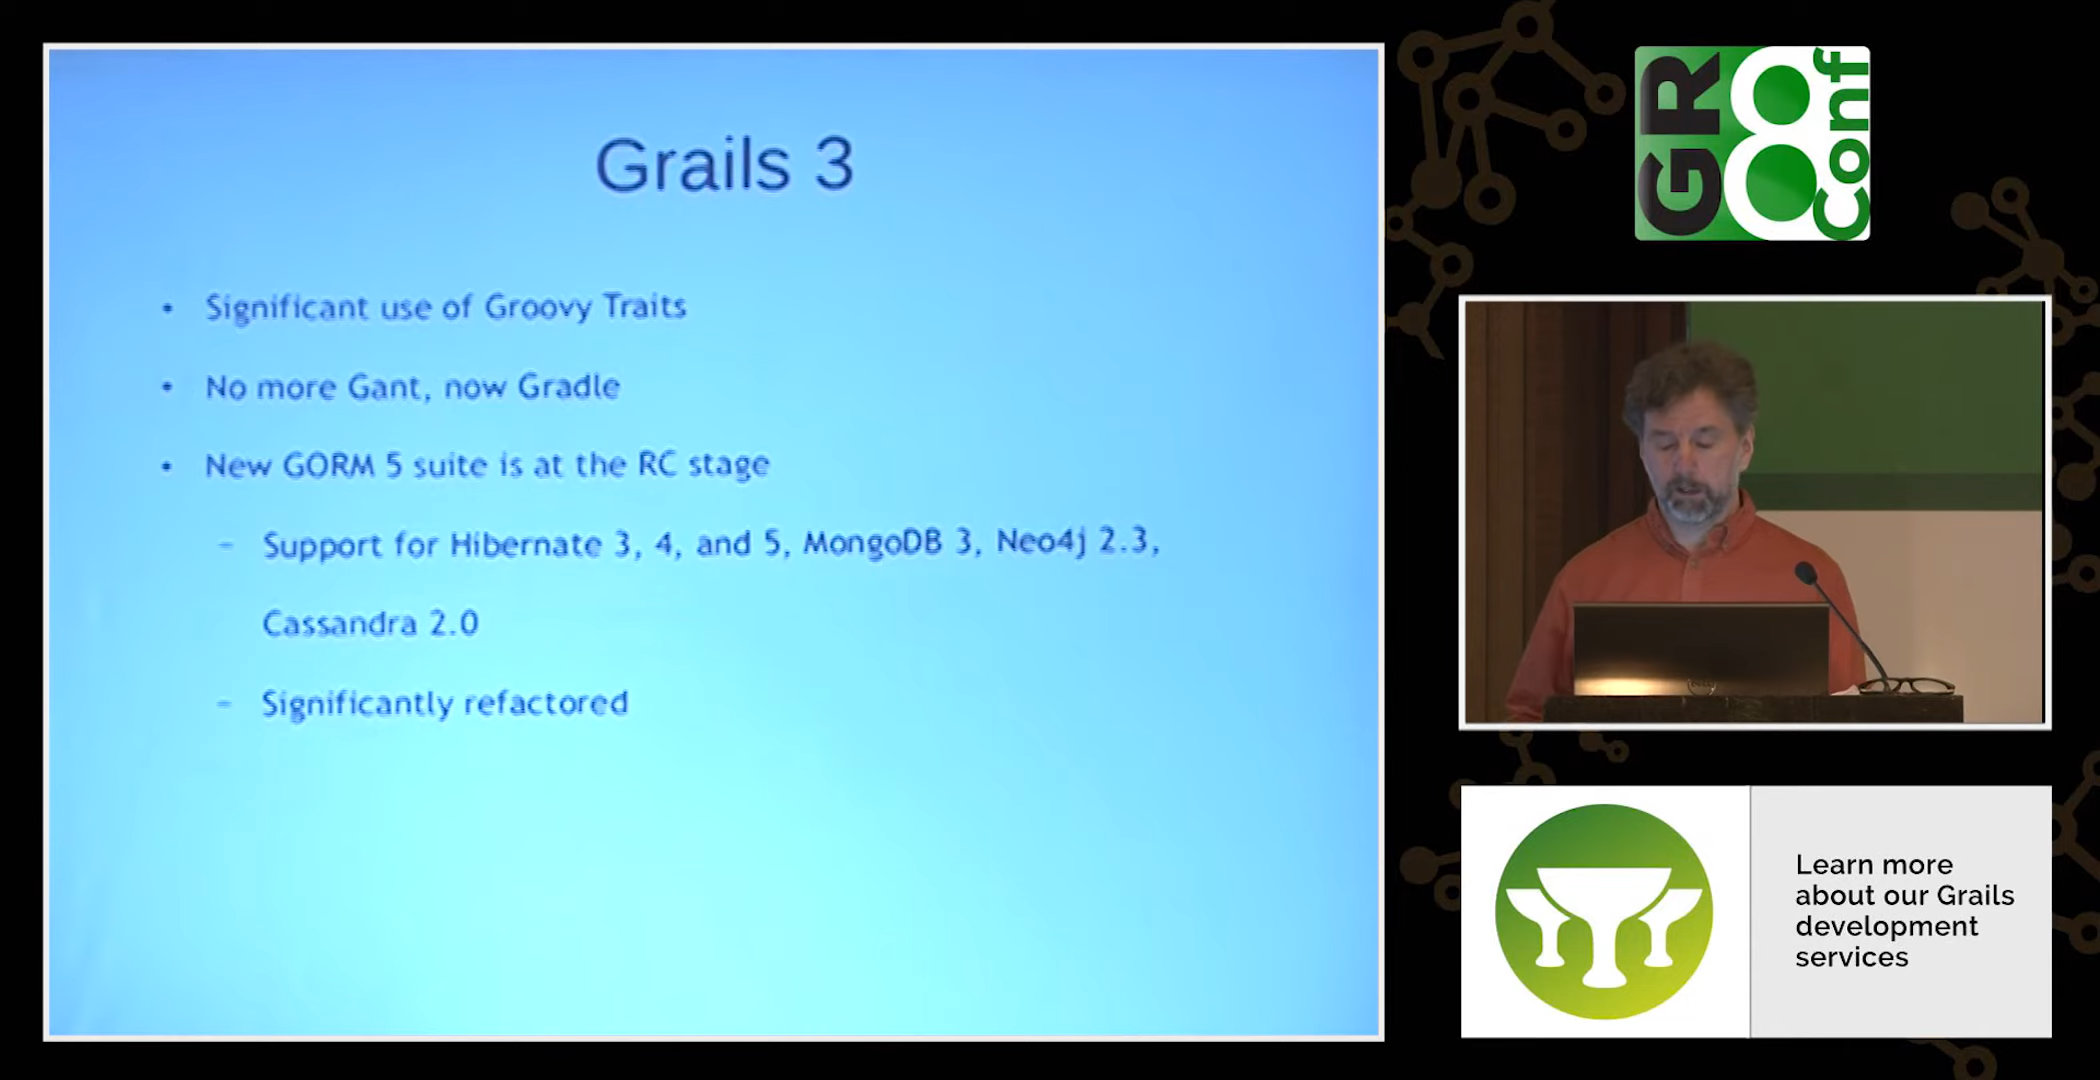 Grails 3
• Significant use of Groovy Traits
• No more Gant, now Gradle
• New GORM 5 suite is at the RC stage
– Support for Hibernate 3, 4, and 5, MongoDB 3, Neo4j 2.3,
Cassandra 2.0
– Significantly refactored
GR8Conf
Learn more
about our Grails
development
services